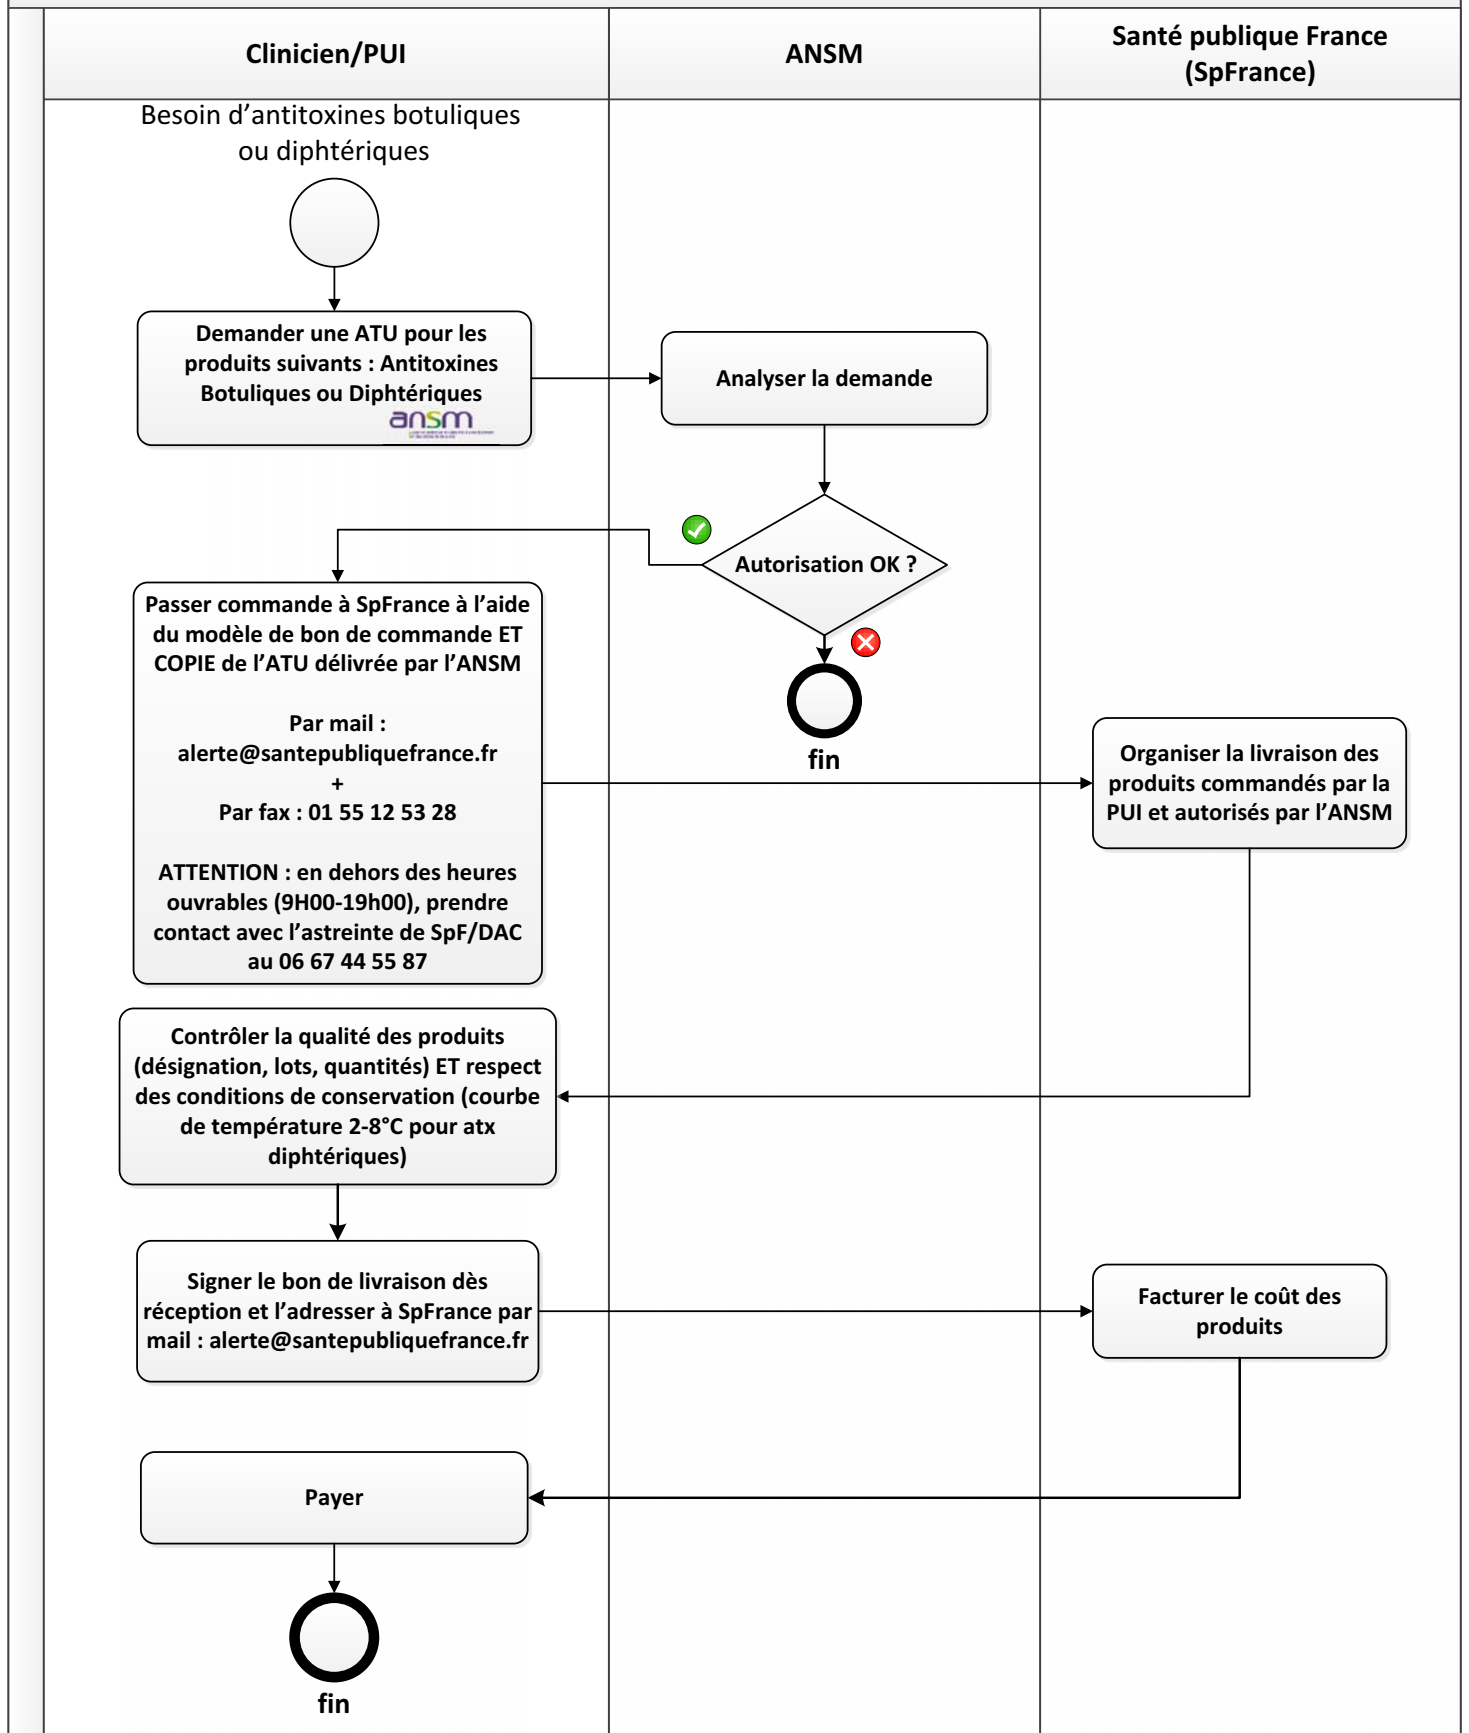 Clinicien/PUI
ANSM
Santé publique France
(SpFrance)
Besoin d’antitoxines botuliques
ou diphtériques
Demander une ATU pour les
produits suivants : Antitoxines
Botuliques ou Diphtériques
ansm
Analyser la demande
Autorisation OK ?
fin
Passer commande à SpFrance à l’aide
du modèle de bon de commande ET
COPIE de l’ATU délivrée par l’ANSM
Par mail :
alerte@santepubliquefrance.fr
+
Par fax : 01 55 12 53 28
ATTENTION : en dehors des heures
ouvrables (9H00-19h00), prendre
contact avec l’astreinte de SpF/DAC
au 06 67 44 55 87
Organiser la livraison des
produits commandés par la
PUI et autorisés par l’ANSM
Contrôler la qualité des produits
(désignation, lots, quantités) ET respect
des conditions de conservation (courbe
de température 2-8°C pour atx
diphtériques)
Signer le bon de livraison dès
réception et l’adresser à SpFrance par
mail : alerte@santepubliquefrance.fr
Facturer le coût des
produits
Payer
fin